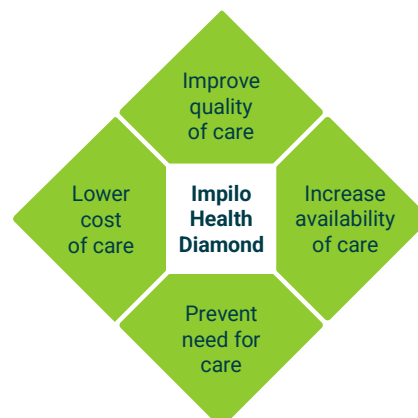 Improve
quality
of care
Lower
cost
of care
Impilo
Health
Diamond
Increase
availability
of care
Prevent
need for
care